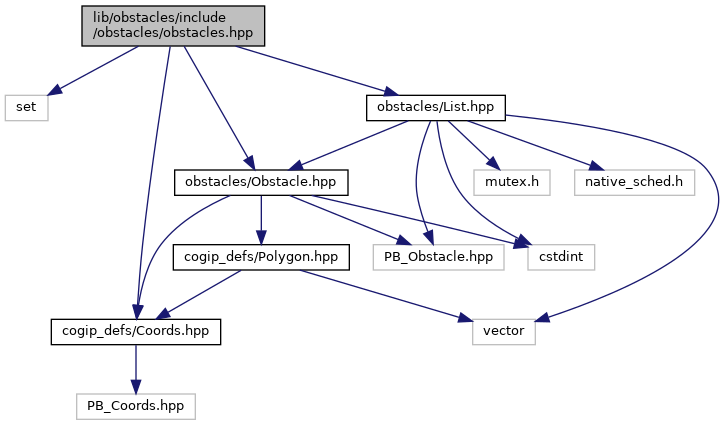 lib/obstacles/include
/obstacles/obstacles.hpp
set
obstacles/List.hpp
obstacles/Obstacle.hpp
mutex.h
native_sched.h
cogip_defs/Polygon.hpp
PB_Obstacle.hpp
cstdint
cogip_defs/Coords.hpp
vector
PB_Coords.hpp